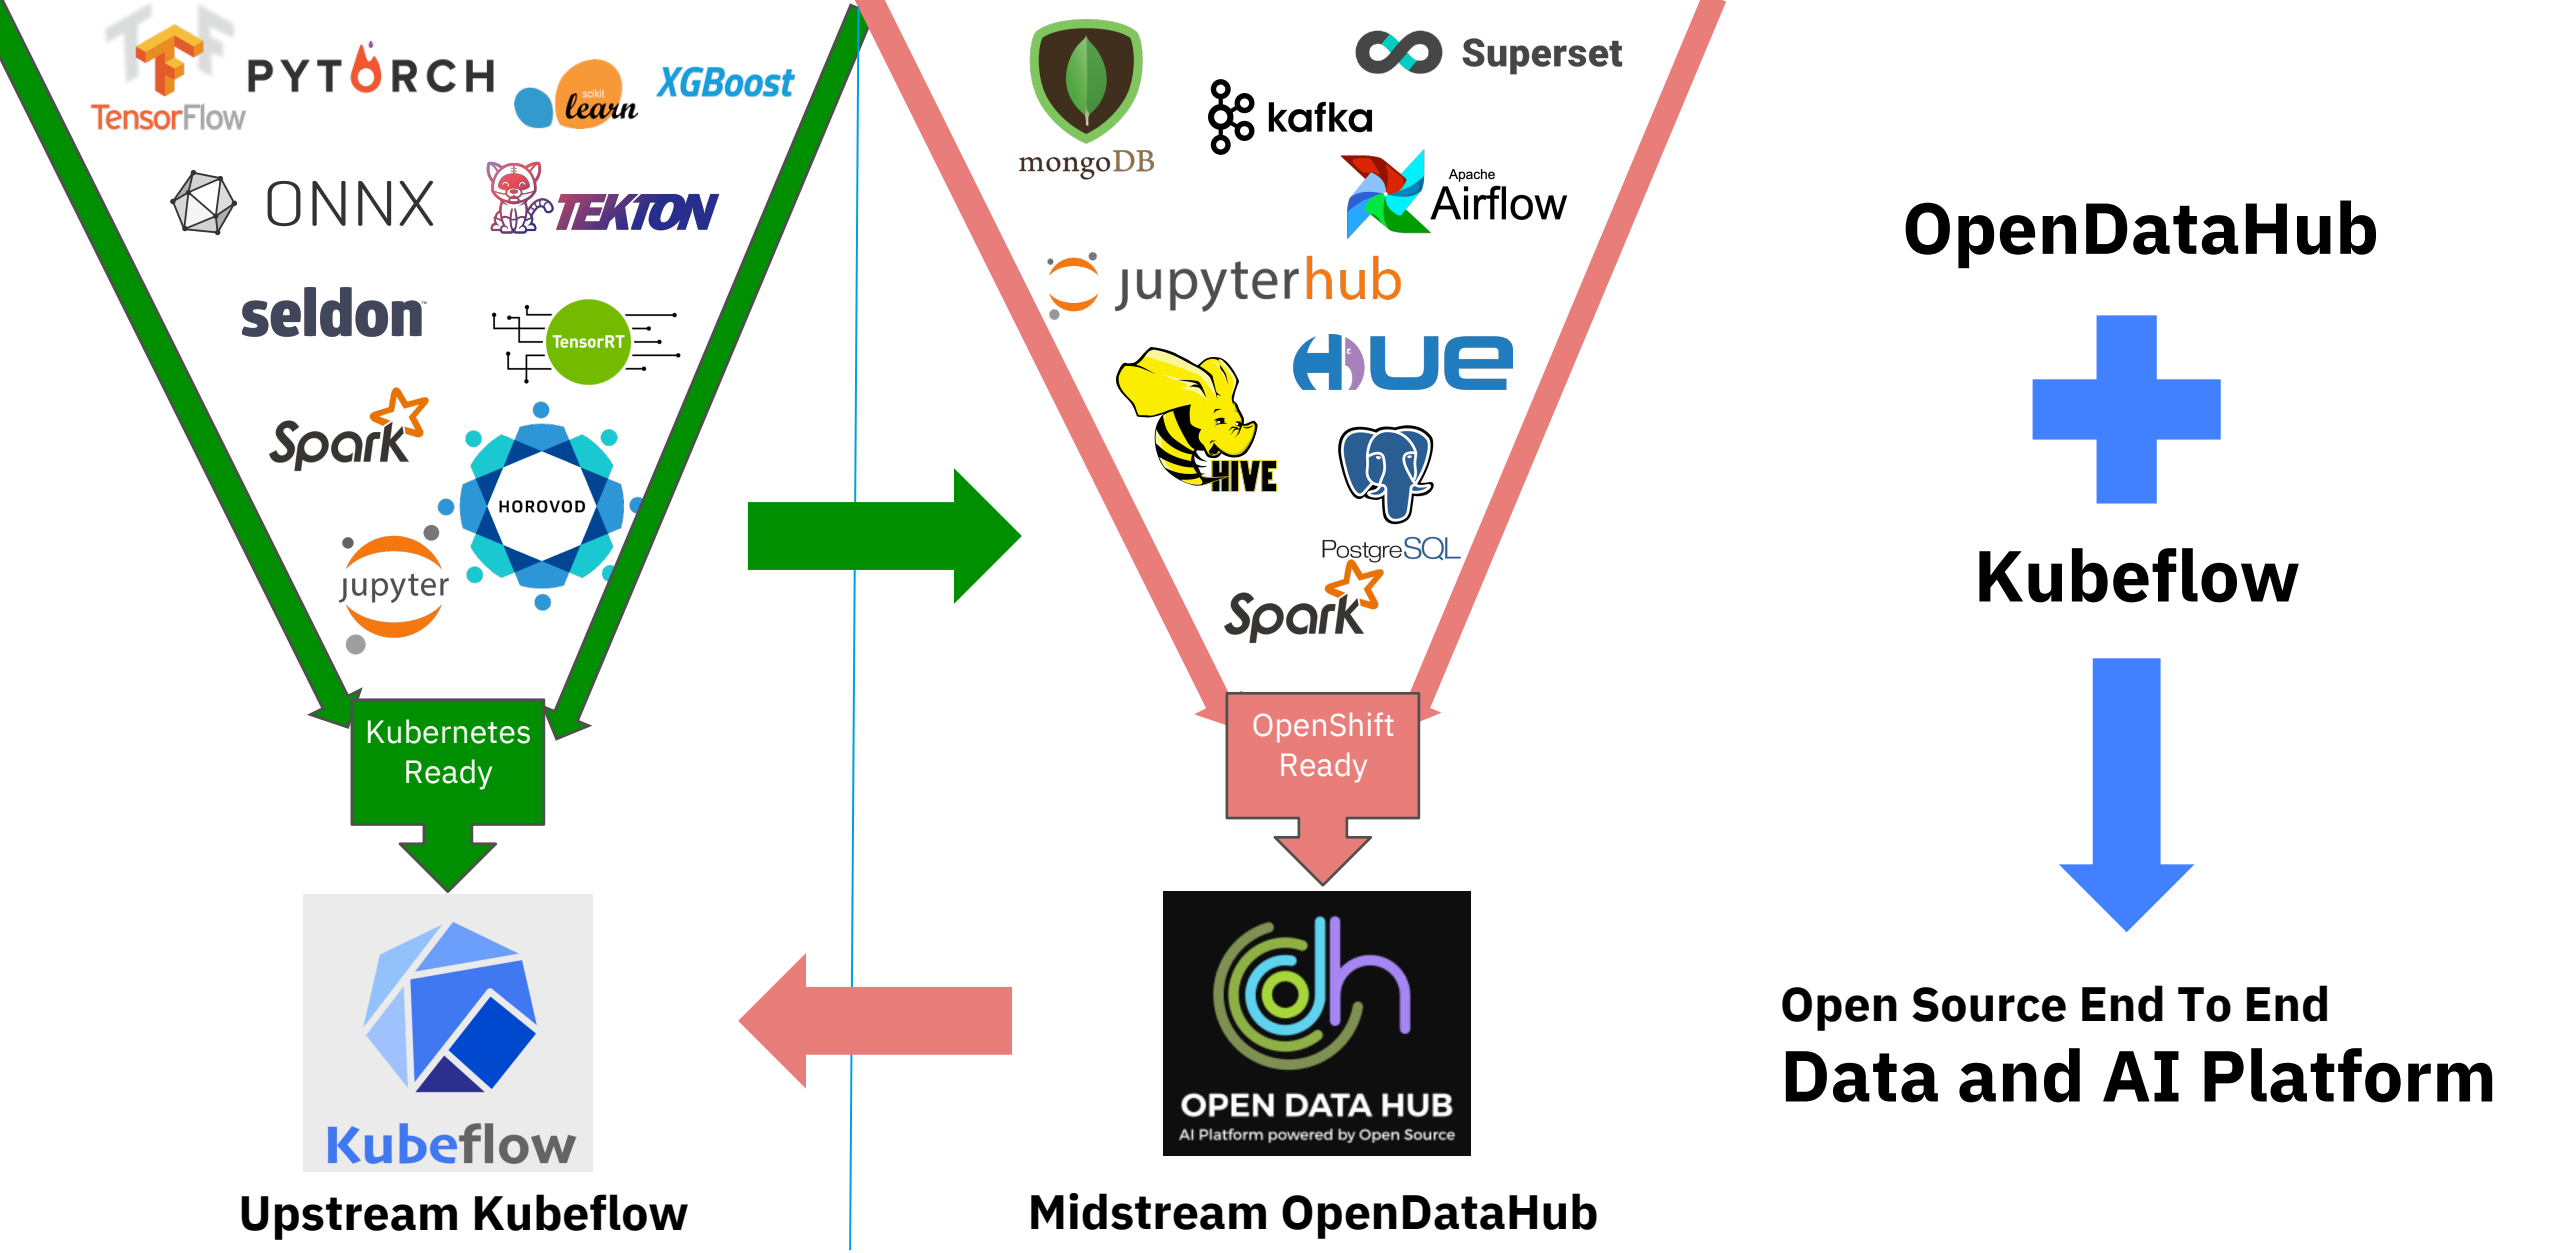 TensorFlow
PYTORCH
scikit
learn
XGBoost
ONNX
TEKTON
seldon
TensorRT
Spark
HOROVOD
jupyter
Kubernetes
Ready
Kubeflow
Upstream Kubeflow
mongoDB
Superset
kafka
Apache
Airflow
jupyterhub
HUE
HIVE
PostgreSQL
Spark
OpenShift
Ready
odh
OPEN DATA HUB
AI Platform powered by Open Source
Midstream OpenDataHub
OpenDataHub
Kubeflow
Open Source End To End
Data and AI Platform